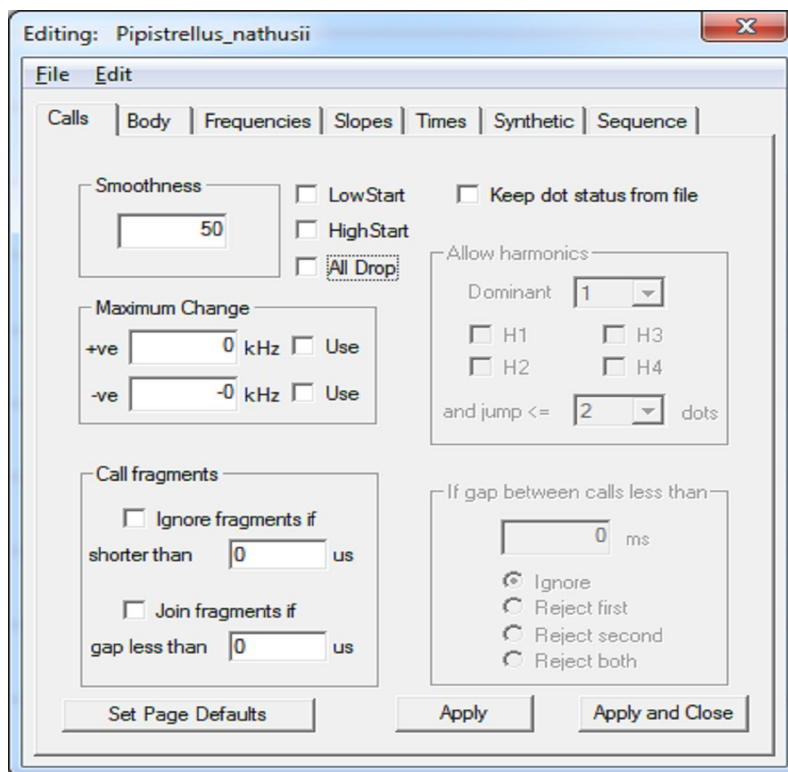 Editing: Pipistrellus_nathusii
File Edit
Calls Body Frequencies Slopes Times Synthetic Sequence
Smoothness
50
LowStart
HighStart
All Drop
Keep dot status from file
Maximum Change
+ve 0 kHz Use
-ve -0 kHz Use
Allow harmonics
Dominant 1
H1 H3
H2 H4
and jump <= 2 dots
Call fragments
Ignore fragments if
shorter than 0 us
Join fragments if
gap less than 0 us
If gap between calls less than
0 ms
Ignore
Reject first
Reject second
Reject both
Set Page Defaults Apply Apply and Close